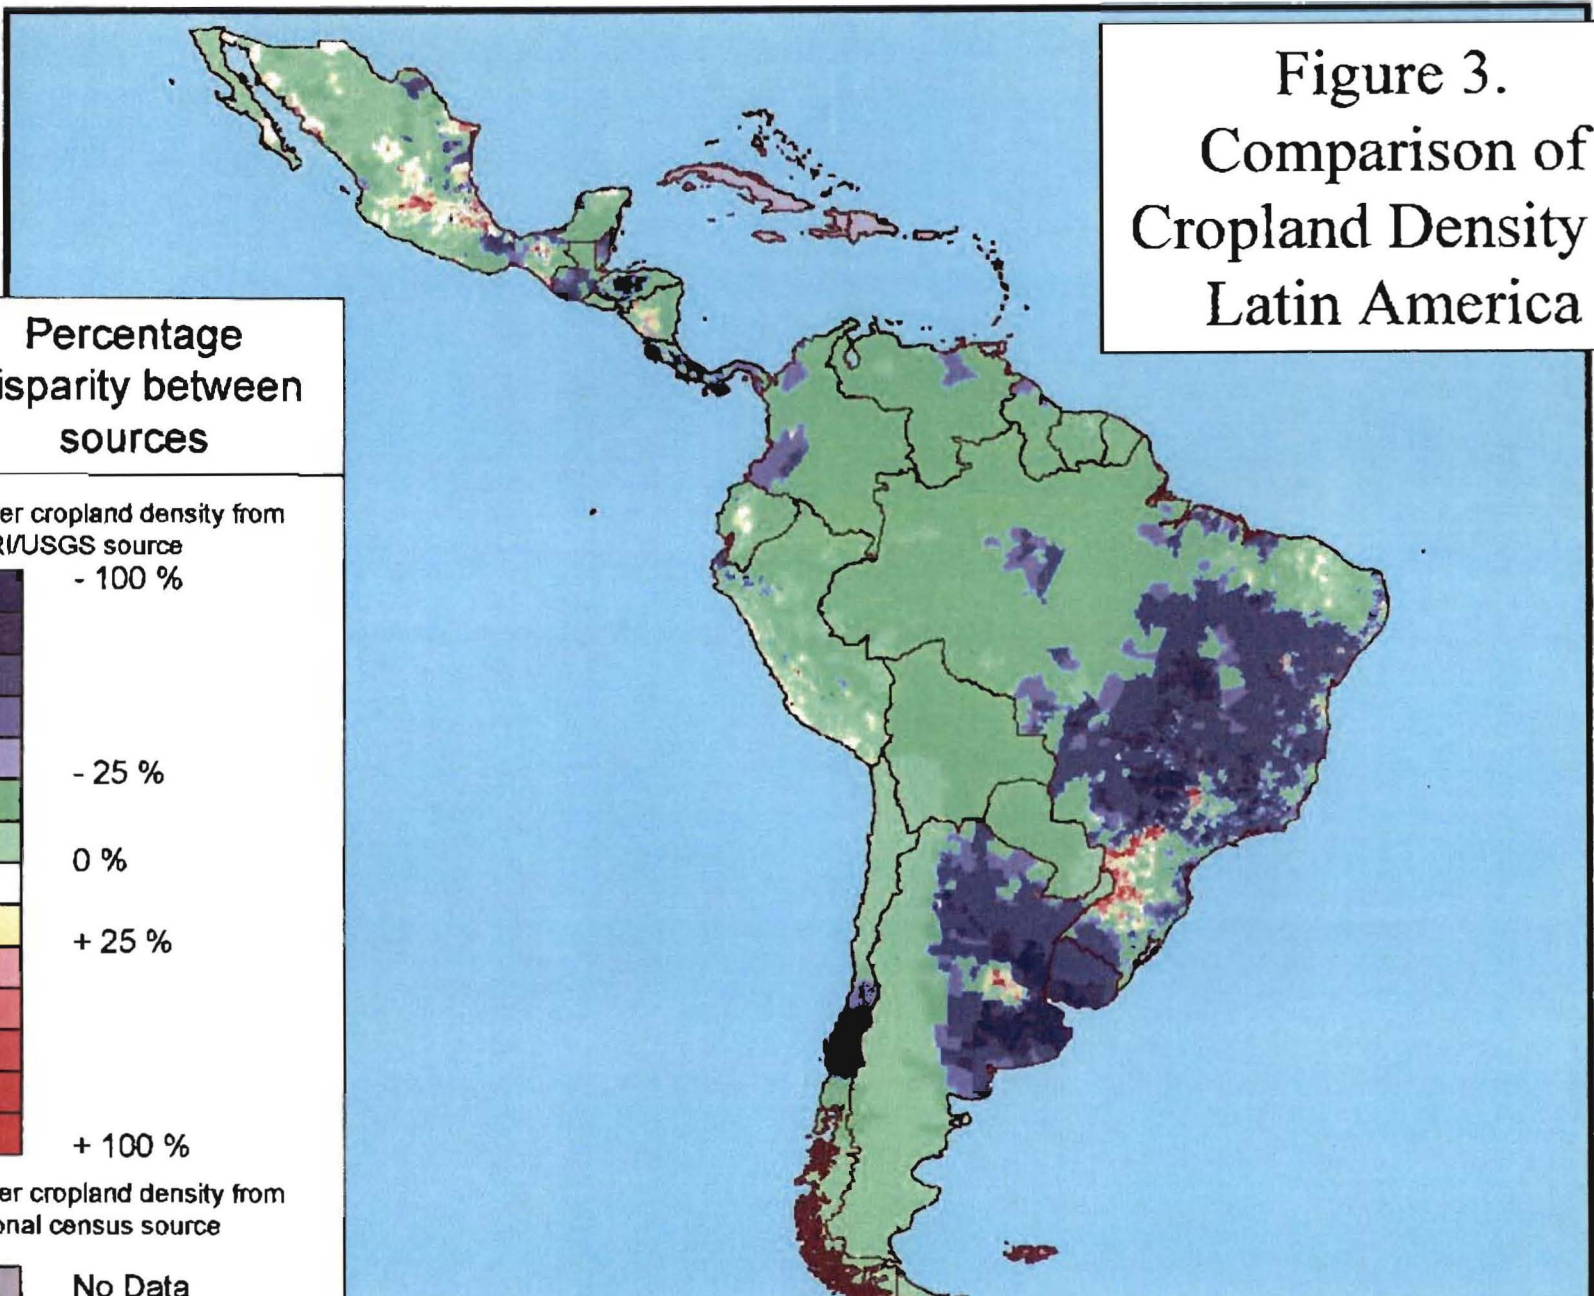 Figure 3.
Comparison of
Cropland Density
Latin America
Percentage
isparity between
sources
er cropland density from
RI/USGS source
- 100 %
- 25 %
0 %
+ 25 %
+ 100 %
er cropland density from
onal census source
No Data